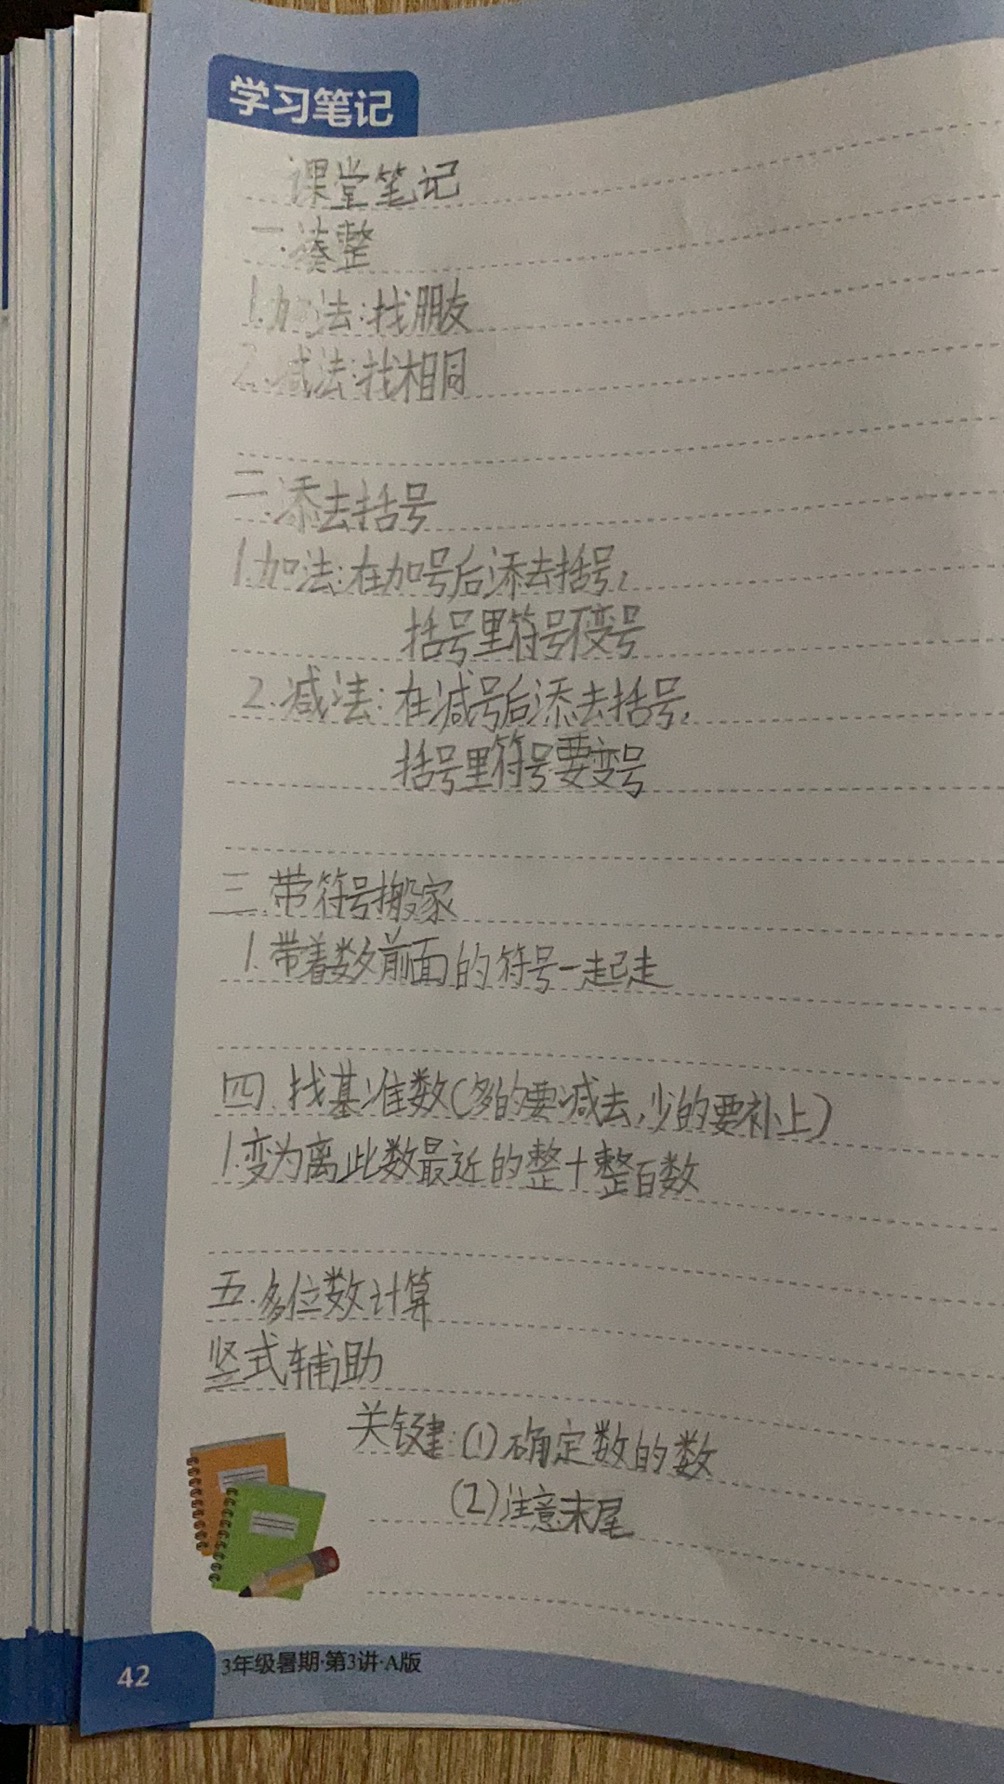 学习笔记
课堂笔记
一.凑整
1.加法:找朋友
2.减法:找相同
二.添去括号
1.加法:在加号后添去括号,
括号里符号不变号
2.减法:在减号后添去括号,
括号里符号要变号
三.带符号搬家
1.带着数前面的符号一起走
四.找基准数(多的要减去,少的要补上)
1.变为离此数最近的整十整百数
五.多位数计算
竖式辅助
关键:(1)确定数的数
(2)注意末尾
42
3年级暑期·第3讲·A版